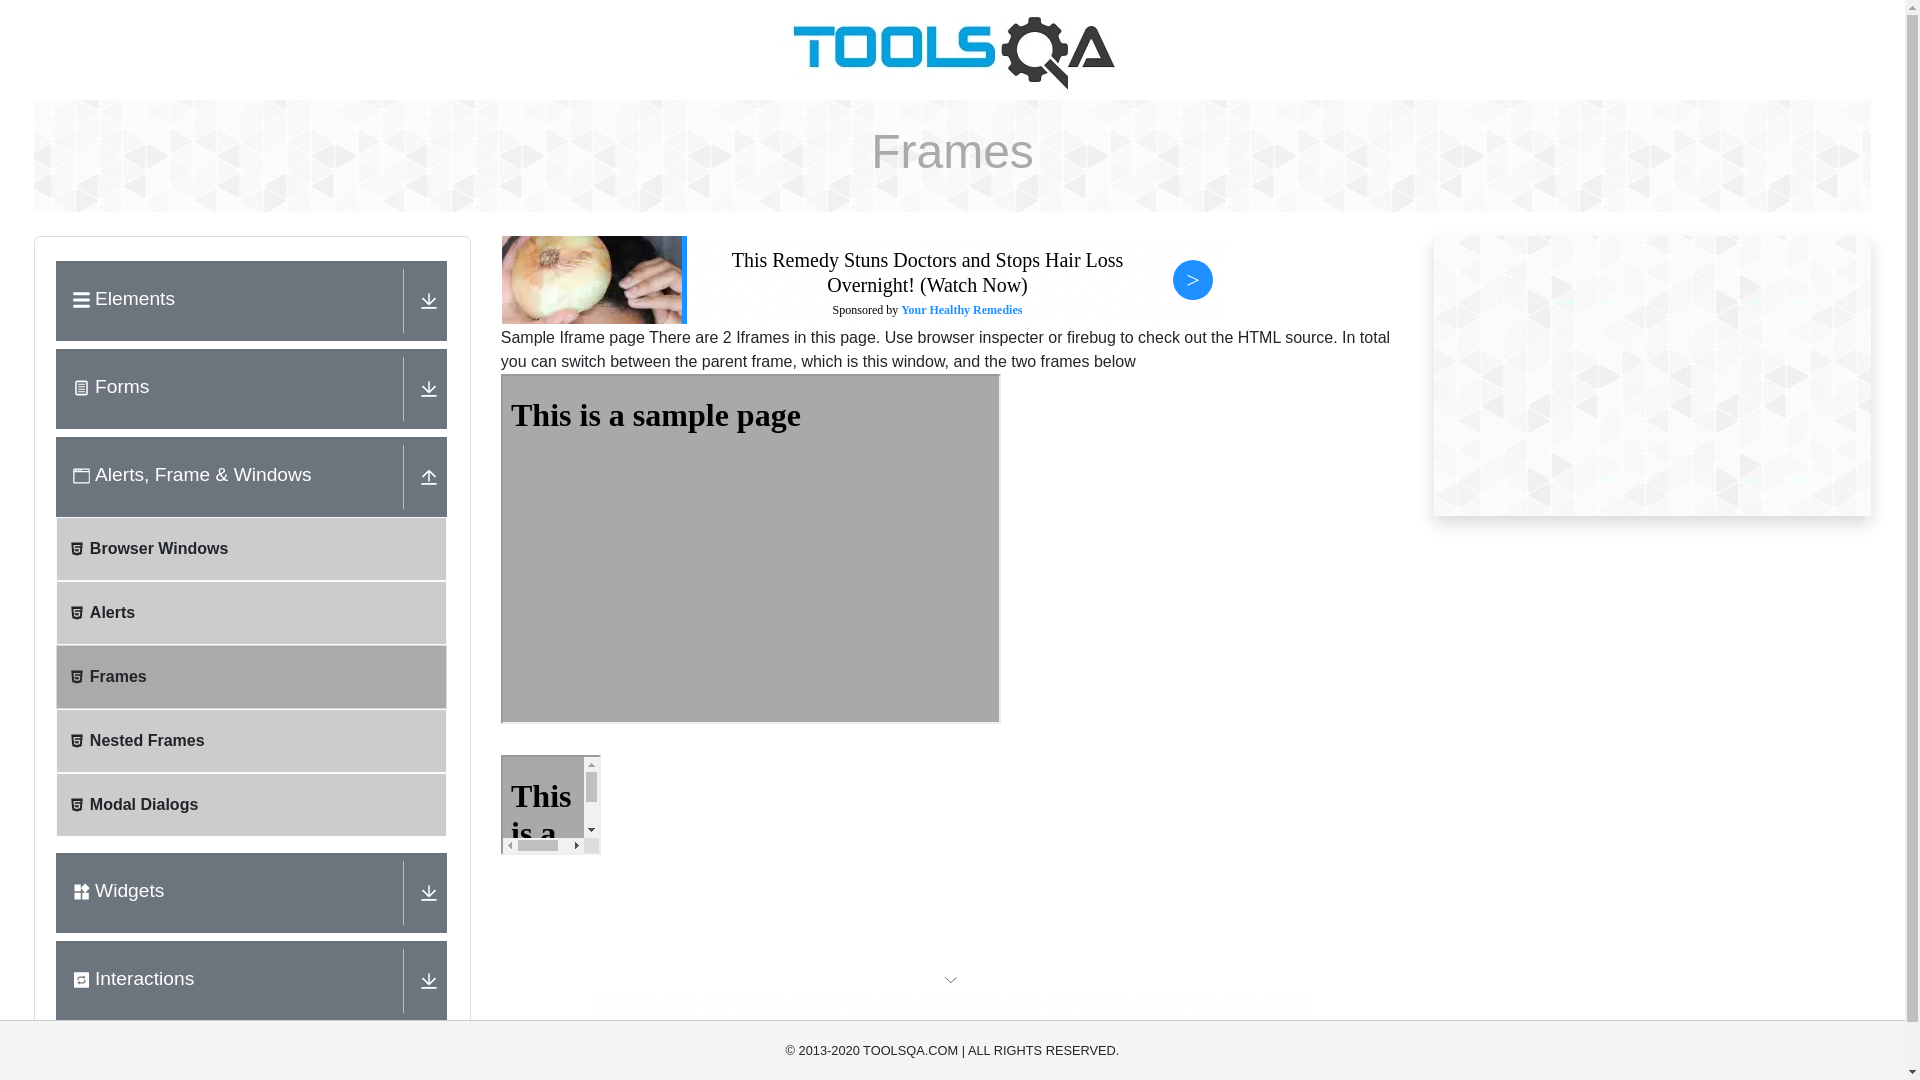 TOOLSQA
Frames
Elements
Forms
Alerts, Frame & Windows
Browser Windows
Alerts
Frames
Nested Frames
Modal Dialogs
Widgets
Interactions
This Remedy Stuns Doctors and Stops Hair Loss
Overnight! (Watch Now)
Sponsored by Your Healthy Remedies
>
Sample Iframe page There are 2 Iframes in this page. Use browser inspecter or firebug to check out the HTML source. In total
you can switch between the parent frame, which is this window, and the two frames below
This is a sample page
This
is a
© 2013-2020 TOOLSQA.COM | ALL RIGHTS RESERVED.